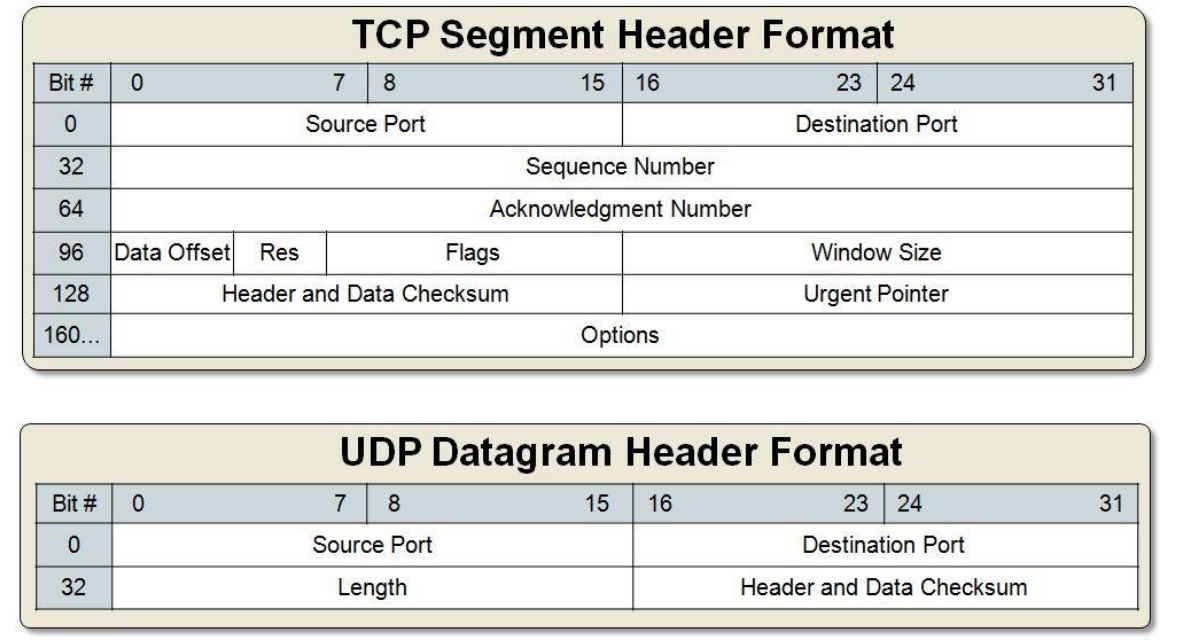 TCP Segment Header Format
Bit # 0 7 8 15 16 23 24 31
0 Source Port Destination Port
32 Sequence Number
64 Acknowledgment Number
96 Data Offset Res Flags Window Size
128 Header and Data Checksum Urgent Pointer
160... Options
UDP Datagram Header Format
Bit # 0 7 8 15 16 23 24 31
0 Source Port Destination Port
32 Length Header and Data Checksum